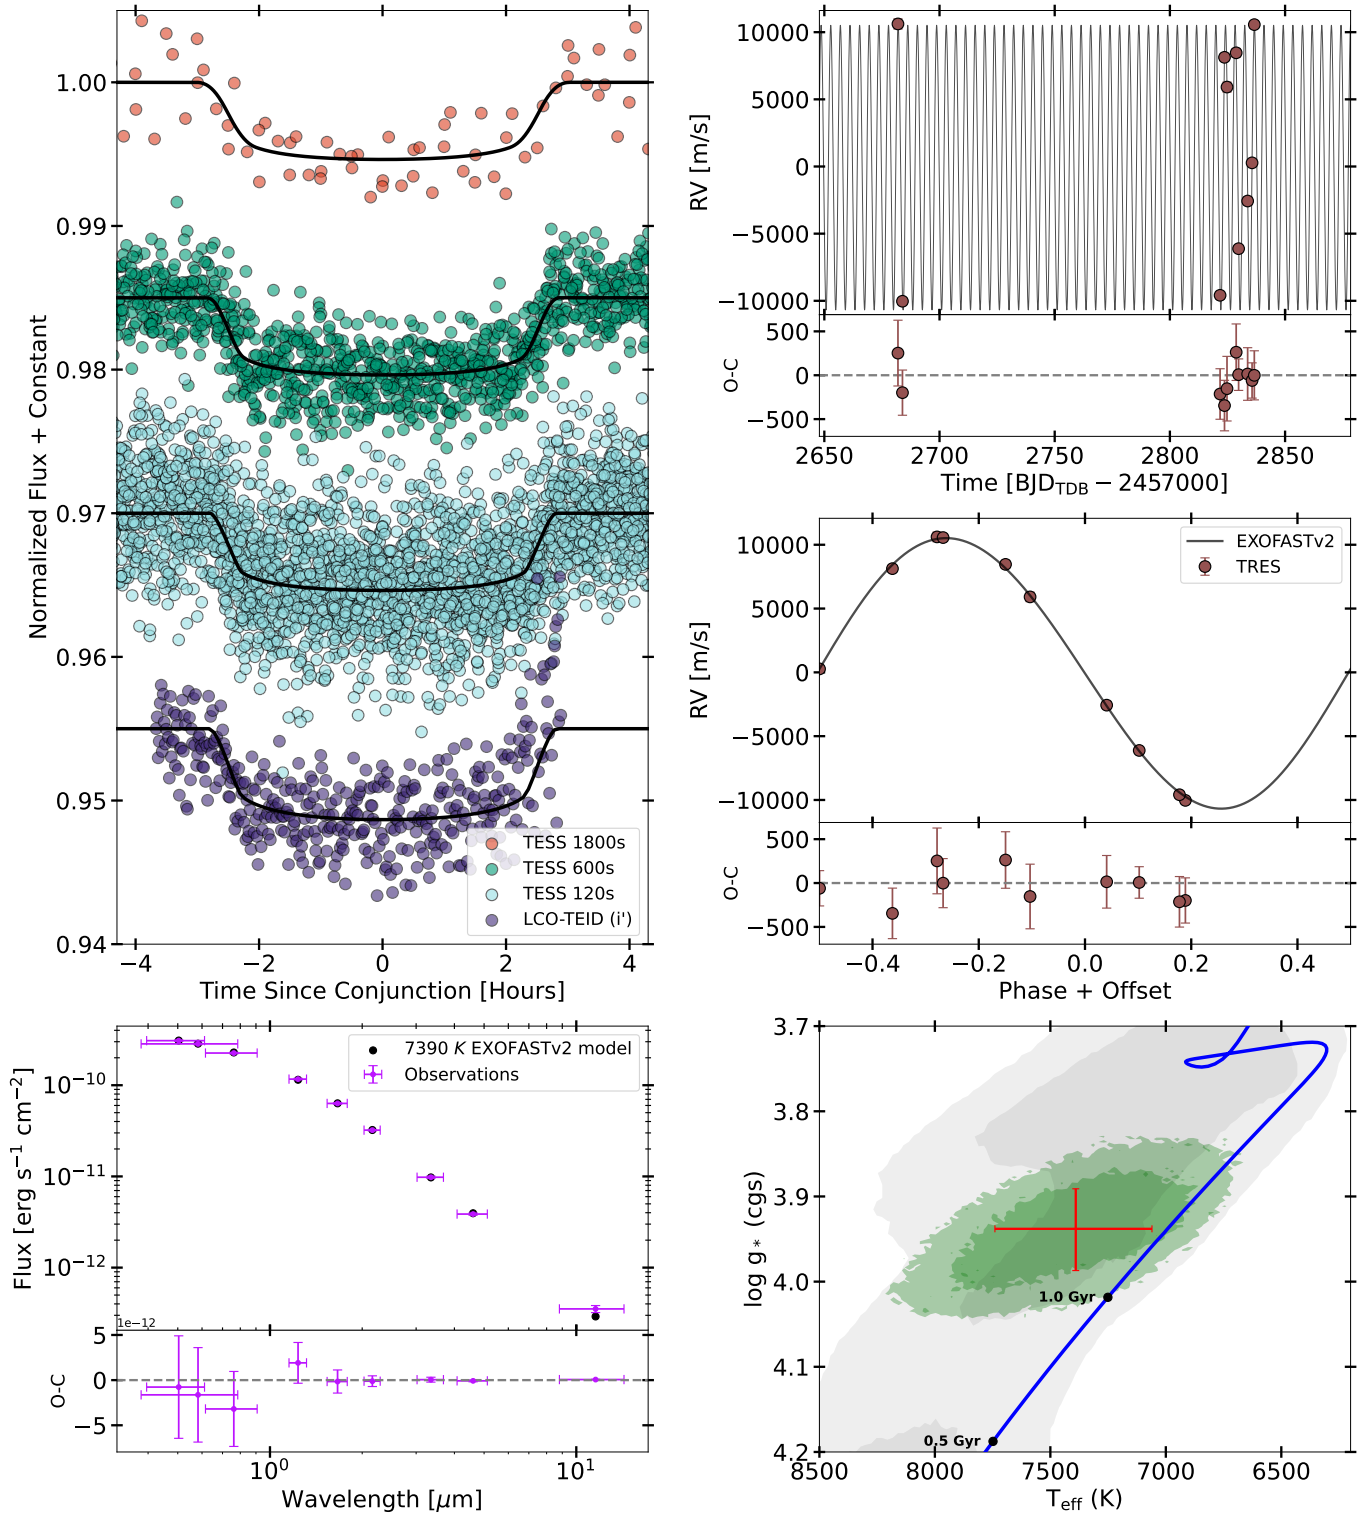 Normalized Flux + Constant
1.00
0.99
0.98
0.97
0.96
0.95
0.94
TESS 1800s
TESS 600s
TESS 120s
LCO-TEID (i')
−4 −2 0 2 4
Time Since Conjunction [Hours]
RV [m/s]
10000
5000
0
−5000
−10000
O-C
500
0
−500
2650 2700 2750 2800 2850
Time [BJD_TDB − 2457000]
RV [m/s]
10000
5000
0
−5000
−10000
EXOFASTv2
TRES
O-C
500
0
−500
−0.4 −0.2 0.0 0.2 0.4
Phase + Offset
Flux [erg s⁻¹ cm⁻²]
10⁻¹⁰
10⁻¹¹
10⁻¹²
7390 K EXOFASTv2 model
Observations
1e−12
O-C
5
0
−5
10⁰ 10¹
Wavelength [μm]
log g* (cgs)
3.7
3.8
3.9
4.0
4.1
4.2
1.0 Gyr
0.5 Gyr
8500 8000 7500 7000 6500
T_eff (K)